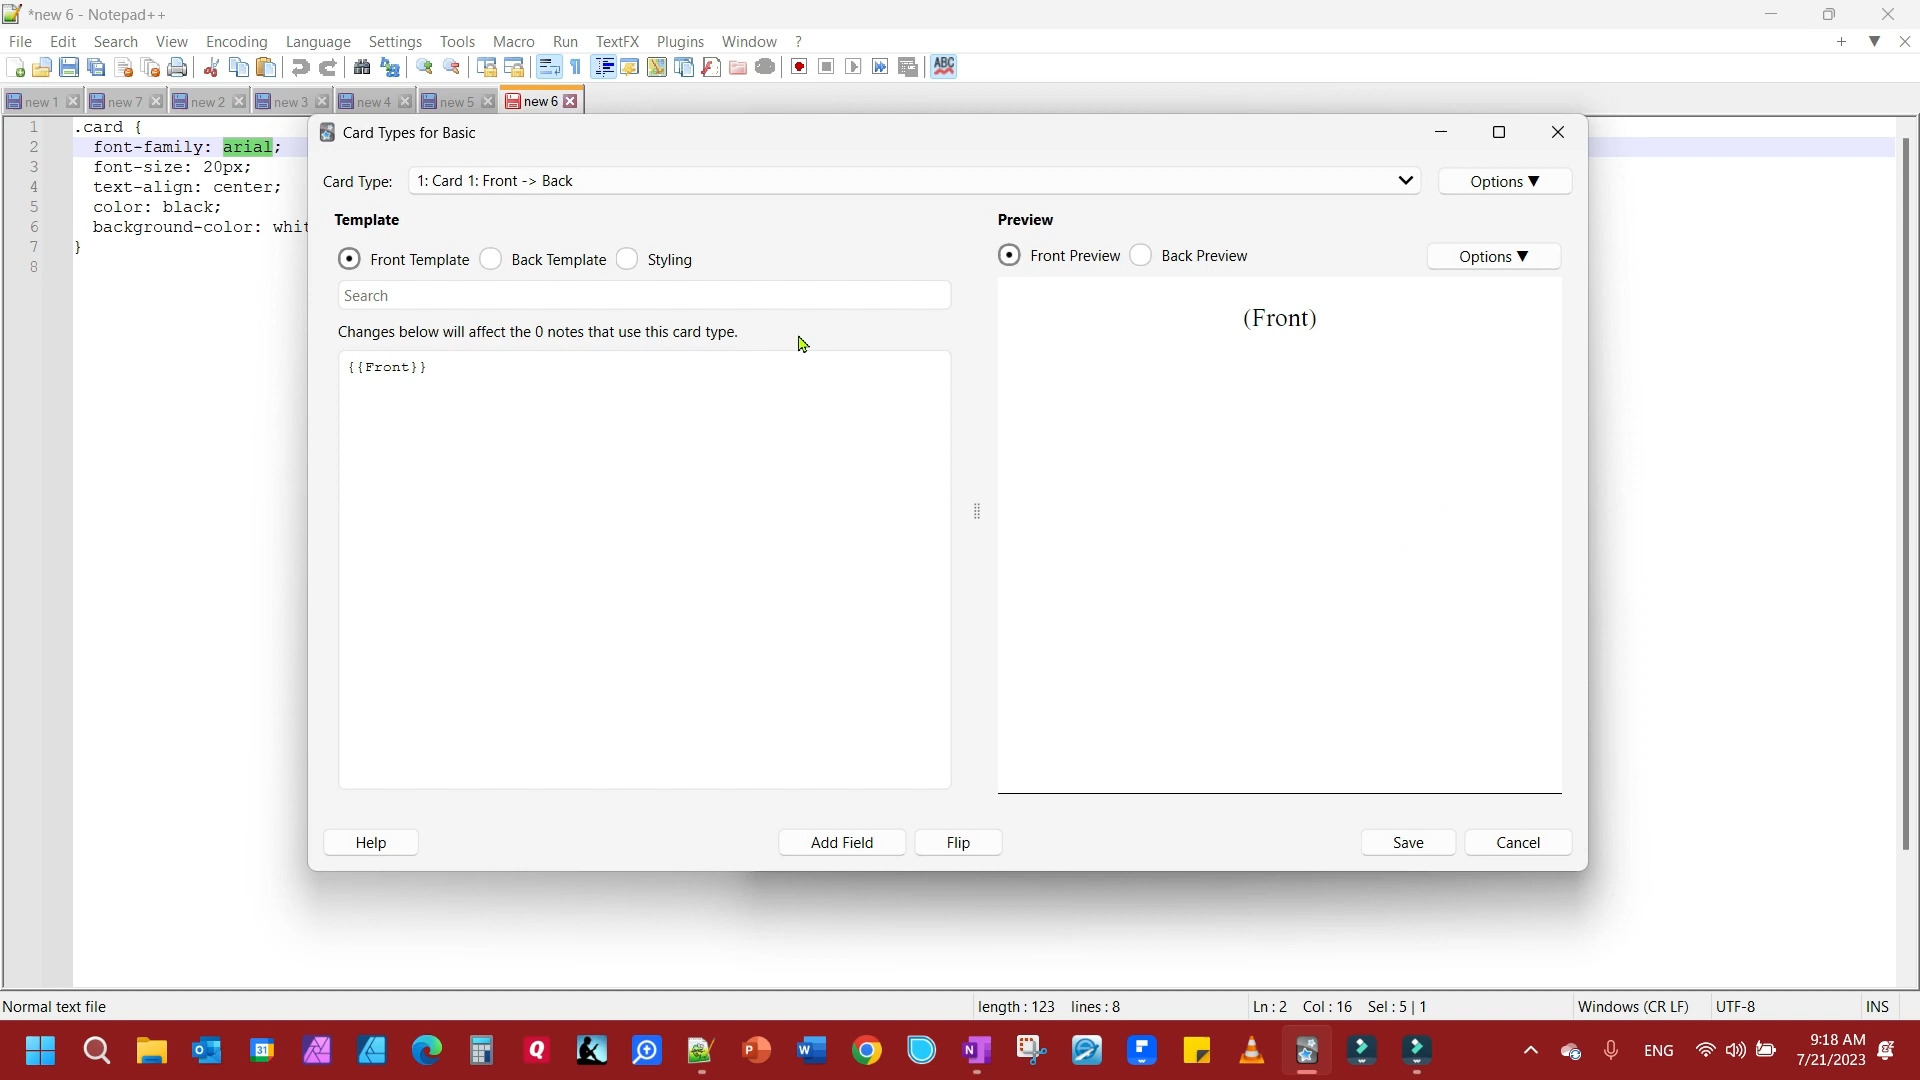 *new 6 - Notepad++
File Edit Search View Encoding Language Settings Tools Macro Run TextFX Plugins Window ?
ABC
new 1 new 7 new 2 new 3 new 4 new 5 new 6
1 .card {
2 font-family: arial;
3 font-size: 20px;
4 text-align: center;
5 color: black;
6 background-color: whit
7 }
8
Card Types for Basic
Card Type: 1: Card 1: Front -> Back Options ▼
Template
Front Template Back Template Styling
Search
Changes below will affect the 0 notes that use this card type.
{{Front}}
Preview
Front Preview Back Preview Options ▼
(Front)
Help Add Field Flip Save Cancel
Normal text file length : 123 lines : 8 Ln : 2 Col : 16 Sel : 5 | 1 Windows (CR LF) UTF-8 INS
31
ENG
9:18 AM
7/21/2023